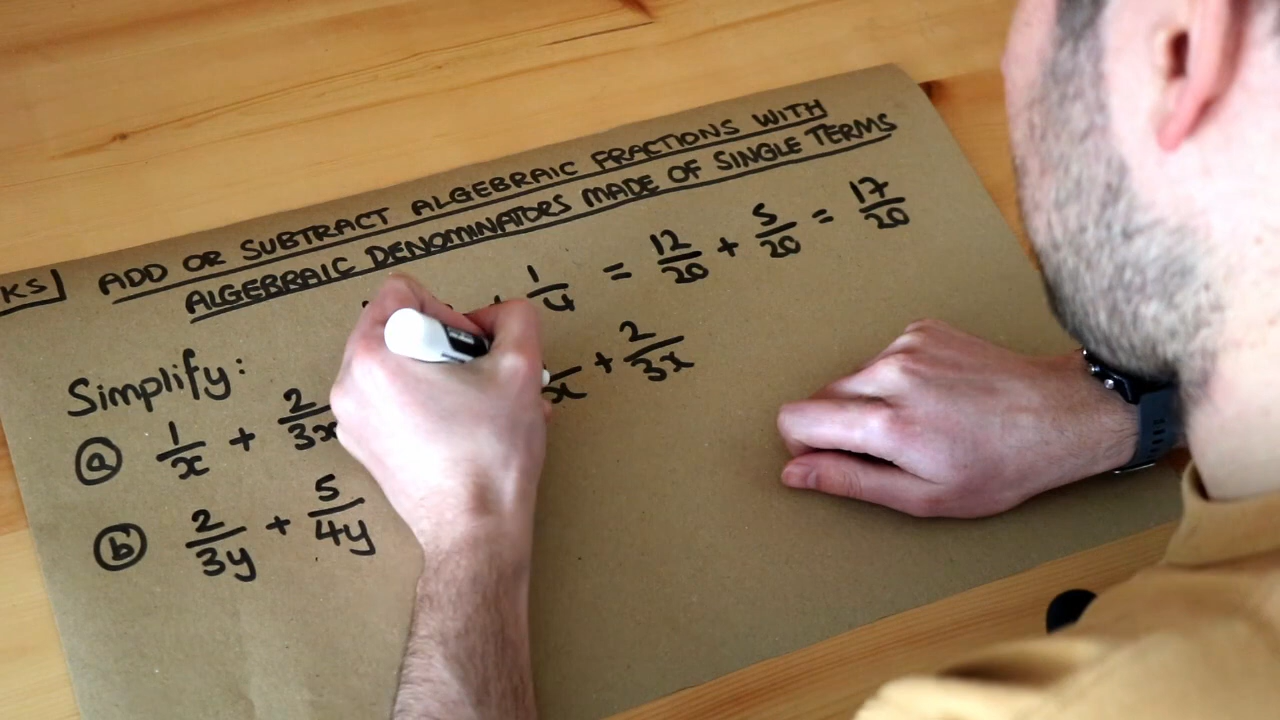 KS] ADD OR SUBTRACT ALGEBRAIC FRACTIONS WITH
ALGEBRAIC DENOMINATORS MADE OF SINGLE TERMS
+ 1/4 = 12/20 + 5/20 = 17/20
Simplify:
ⓐ 1/x + 2/3x /x + 2/3x
ⓑ 2/3y + 5/4y